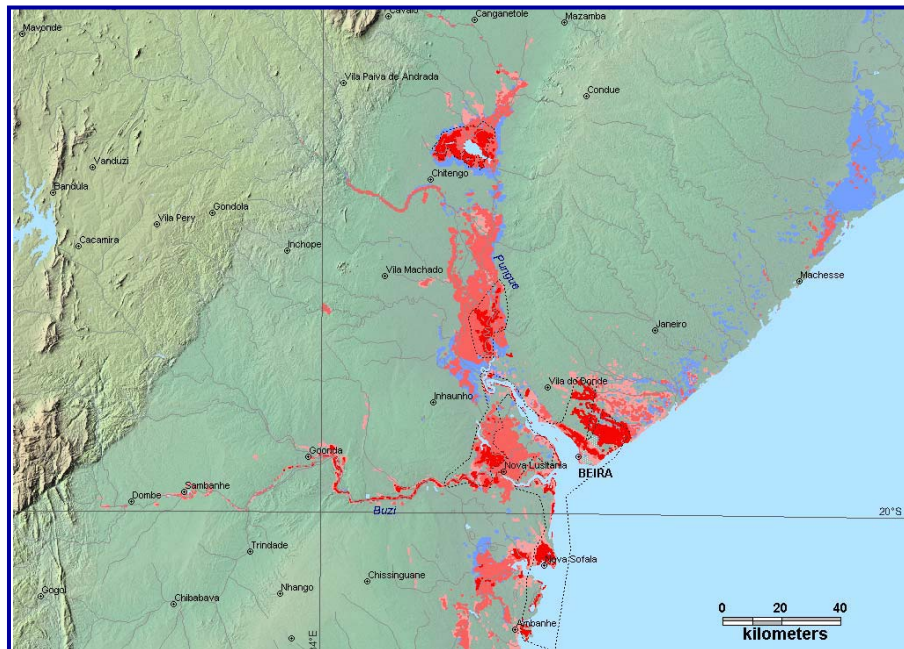 Cavalo
Canganetole
Mazamba
Mavonde
Vila Paiva de Andrada
Condue
Vanduzi
Chitengo
Bandula
Gondola
Vila Pery
Cacamira
Inchope
Pungue
Vila Machado
Machesse
Janeiro
Vila do Donde
Inhaunho
Goonda
Nova Lusitania
BEIRA
Sambanhe
Dombe
Buzi
20°S
Trindade
Nova Sofala
Chissinguane
Nhango
Gogoi
Chibabava
Ambanhe
34°E
0 20 40
kilometers